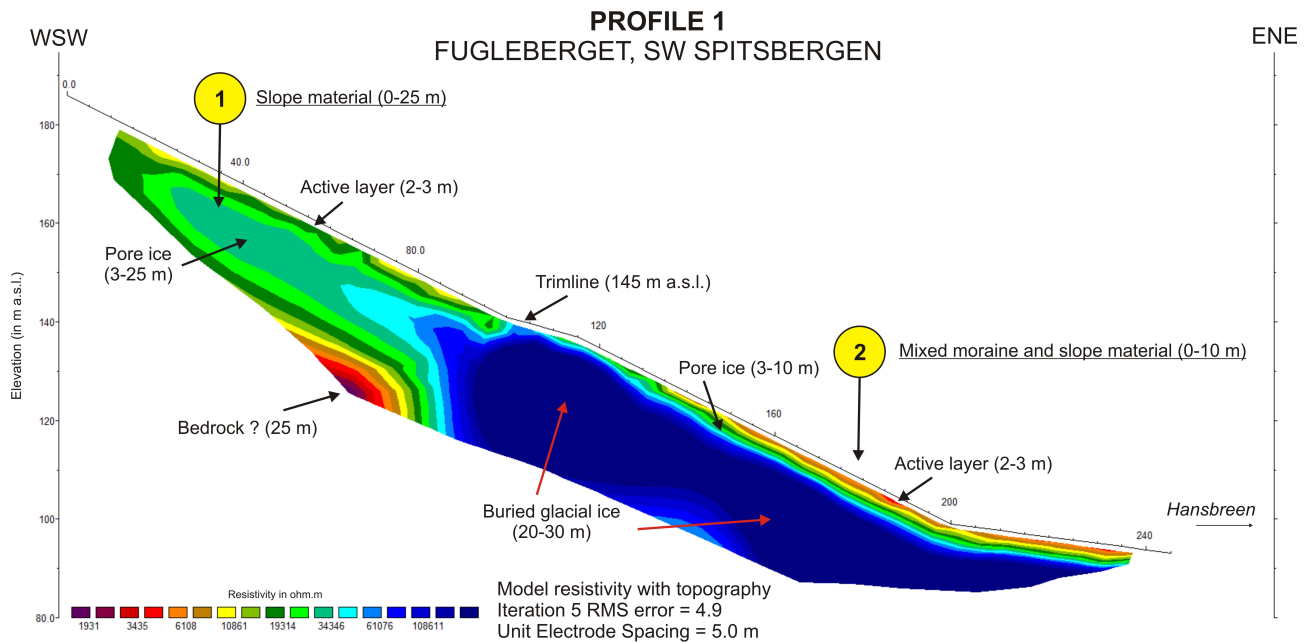 PROFILE 1
FUGLEBERGET, SW SPITSBERGEN
WSW
ENE
0.0
1
Slope material (0-25 m)
180
40.0
Active layer (2-3 m)
160
80.0
Pore ice
(3-25 m)
Trimline (145 m a.s.l.)
140
120
2
Mixed moraine and slope material (0-10 m)
Pore ice (3-10 m)
Elevation (in m a.s.l.)
160
120
Bedrock ? (25 m)
Active layer (2-3 m)
200
Buried glacial ice
(20-30 m)
Hansbreen
100
240
Model resistivity with topography
Iteration 5 RMS error = 4.9
Unit Electrode Spacing = 5.0 m
Resistivity in ohm.m
80.0
1931 3435 6108 10861 19314 34346 61076 108611